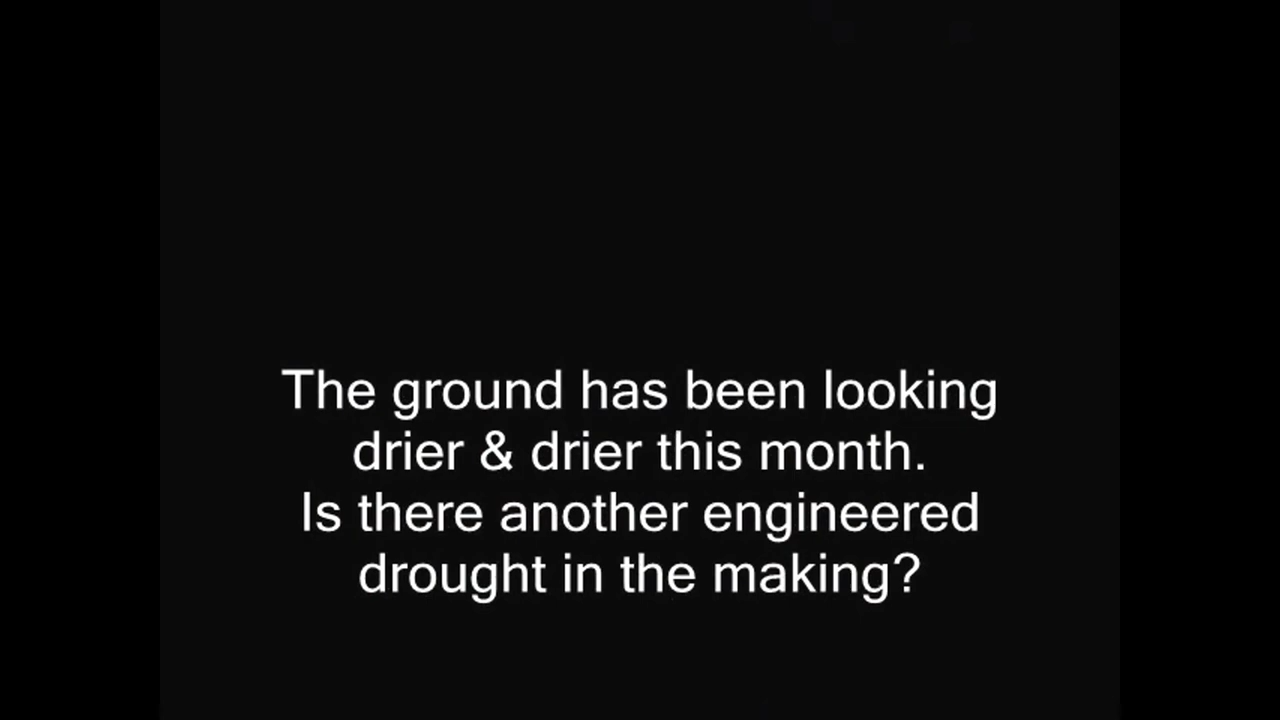 The ground has been looking
drier & drier this month.
Is there another engineered
drought in the making?